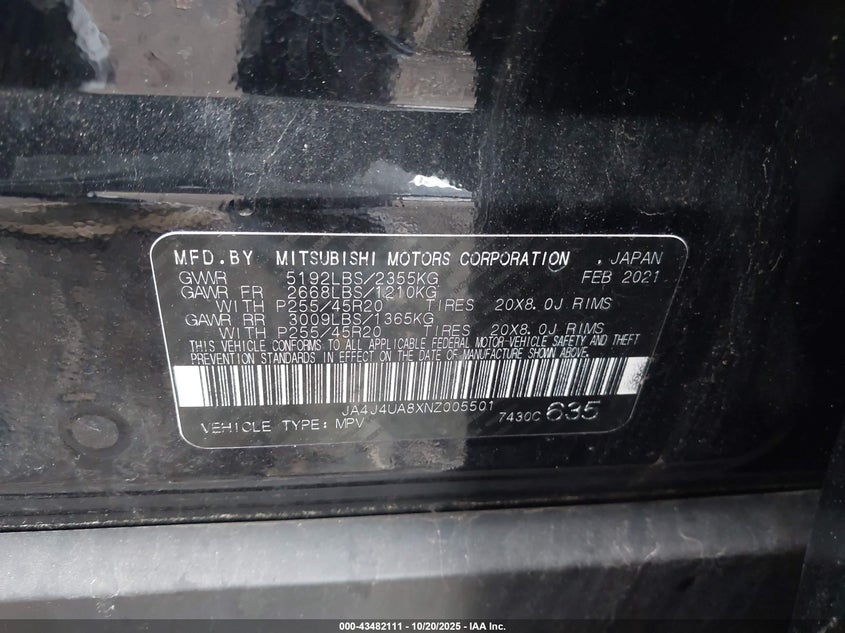 MFD.BY MITSUBISHI MOTORS CORPORATION , JAPAN
GVWR 5192LBS/2355KG FEB 2021
GAWR FR 2668LBS/1210KG
WITH P255/45R20 TIRES 20X8.0J RIMS
GAWR RR 3009LBS/1365KG
WITH P255/45R20 TIRES 20X8.0J RIMS
THIS VEHICLE CONFORMS TO ALL APPLICABLE FEDERAL MOTOR VEHICLE SAFETY AND THEFT
PREVENTION STANDARDS IN EFFECT ON THE DATE OF MANUFACTURE SHOWN ABOVE.
JA4J4UA8XNZ005501
VEHICLE TYPE: MPV 7430C 635
000-43482111 - 10/20/2025 - IAA Inc.